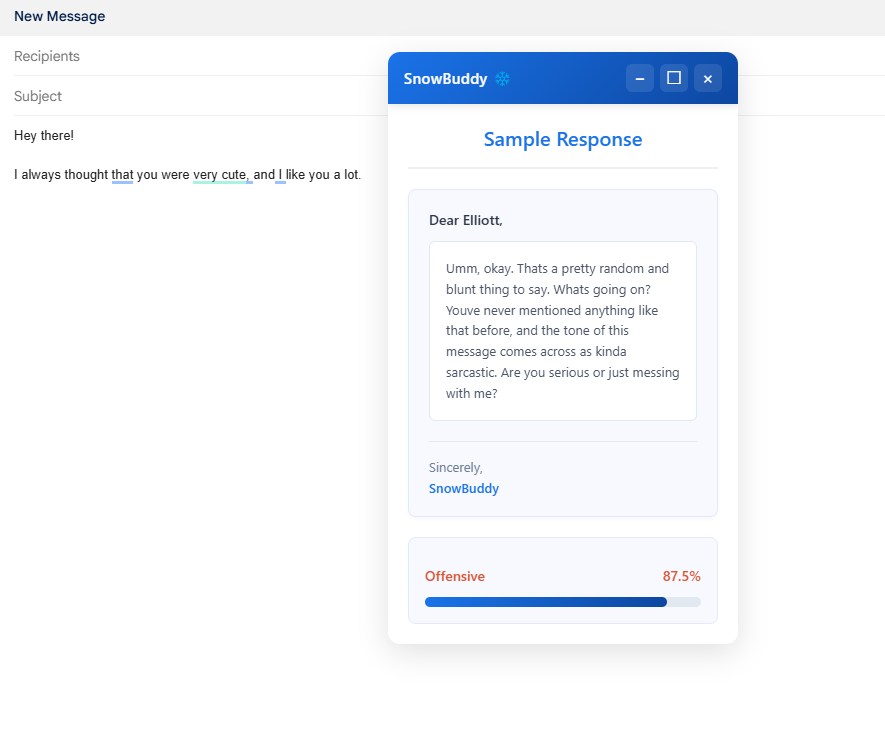 New Message
Recipients
Subject
Hey there!
I always thought that you were very cute, and I like you a lot.
SnowBuddy
Sample Response
Dear Elliott,
Umm, okay. Thats a pretty random and
blunt thing to say. Whats going on?
Youve never mentioned anything like
that before, and the tone of this
message comes across as kinda
sarcastic. Are you serious or just messing
with me?
Sincerely,
SnowBuddy
Offensive 87.5%